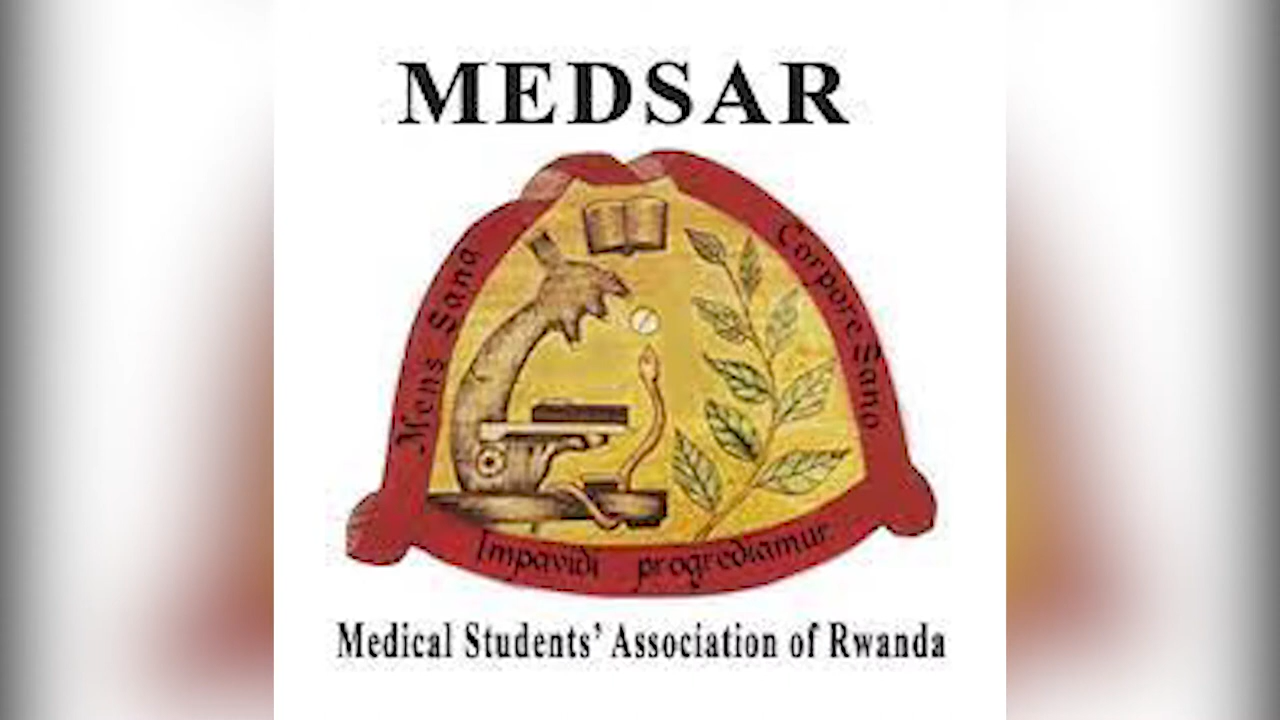 MEDSAR
Mens Sana
Corpore Sano
Impavidi progrediamur
Medical Students' Association of Rwanda